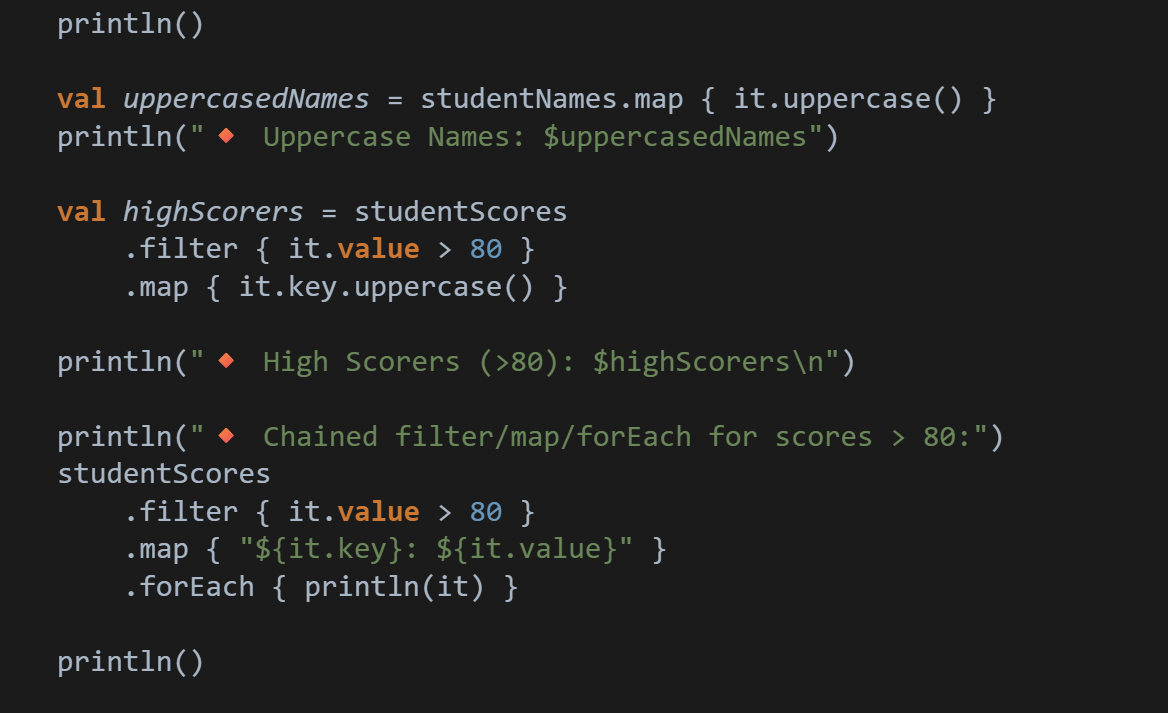 println()
val uppercasedNames = studentNames.map { it.uppercase() }
println("🔸 Uppercase Names: $uppercasedNames")
val highScorers = studentScores
.filter { it.value > 80 }
.map { it.key.uppercase() }
println("🔸 High Scorers (>80): $highScorers\n")
println("🔸 Chained filter/map/forEach for scores > 80:")
studentScores
.filter { it.value > 80 }
.map { "${it.key}: ${it.value}" }
.forEach { println(it) }
println()